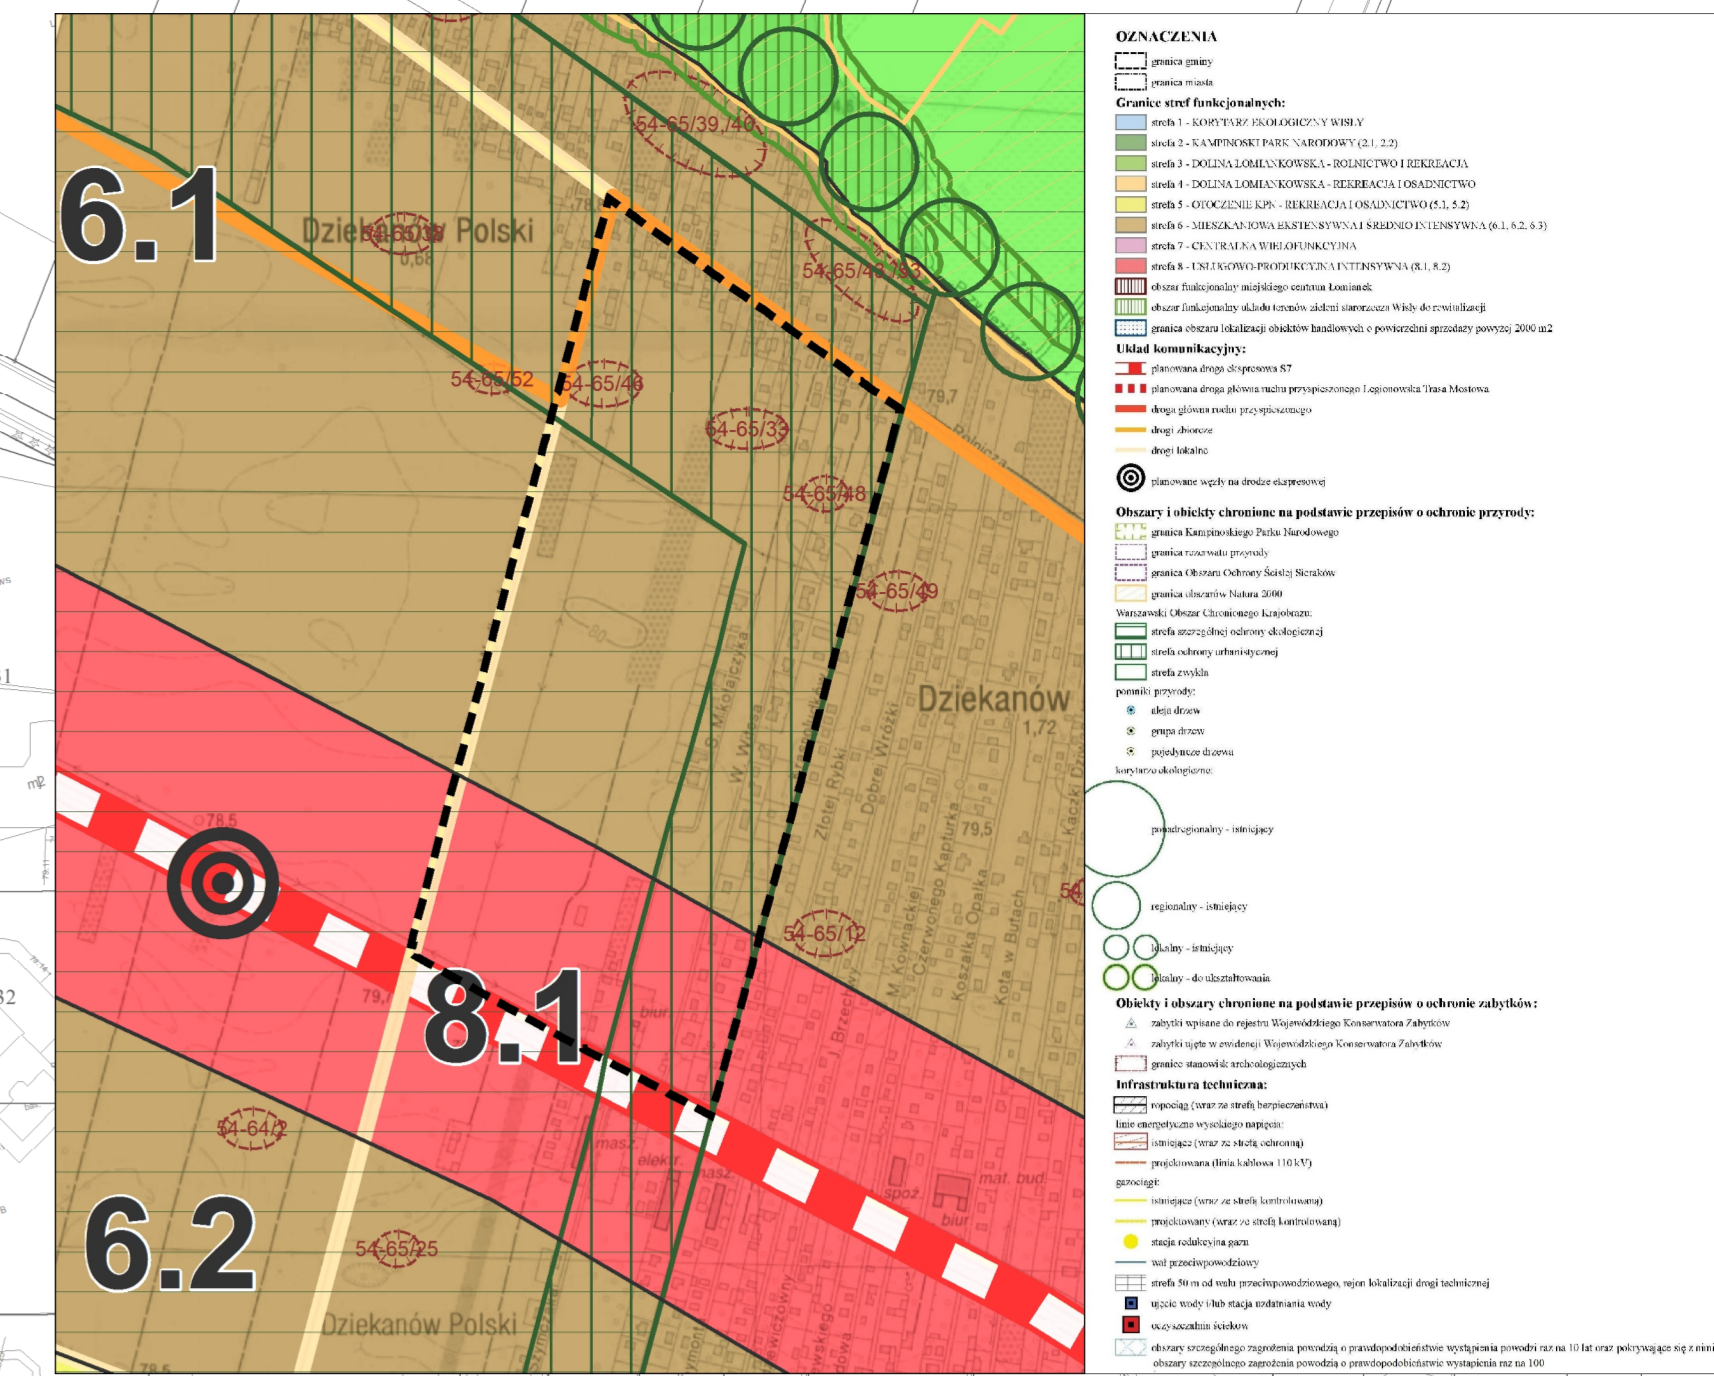 54-65/39,/40
6.1
Dziekanów Polski
0,68
54-65/43,/53
54-65/52
54-65/46
79,7
54-65/33
Rolnicza
54-65/48
54-65/49
80
S. Mikołajczyka
W. Witosa
Złotej Rybki
Dobrej Wróżki
Dziekanów
1,72
78,5
79,5
Czerwonego Kapturka
Koszałka Opałka
Kota w Butach
54-65/12
J. Brzechwy
8.1
biur.
masz.
elektr.
masz.
spoż.
mat. bud.
biur
54-64/2
6.2
54-65/25
Dziekanów Polski
78,5
OZNACZENIA
granica gminy
granica miasta
Granice stref funkcjonalnych:
strefa 1 - KORYTARZ EKOLOGICZNY WISŁY
strefa 2 - KAMPINOSKI PARK NARODOWY (2.1, 2.2)
strefa 3 - DOLINA ŁOMIANKOWSKA - ROLNICTWO I REKREACJA
strefa 4 - DOLINA ŁOMIANKOWSKA - REKREACJA I OSADNICTWO
strefa 5 - OTOCZENIE KPN - REKREACJA I OSADNICTWO (5.1, 5.2)
strefa 6 - MIESZKANIOWA EKSTENSYWNA I ŚREDNIO INTENSYWNA (6.1, 6.2, 6.3)
strefa 7 - CENTRALNA WIELOFUNKCYJNA
strefa 8 - USŁUGOWO-PRODUKCYJNA INTENSYWNA (8.1, 8.2)
obszar funkcjonalny miejskiego centrum Łomianek
obszar funkcjonalny układu terenów zieleni starorzecza Wisły do rewitalizacji
granica obszaru lokalizacji obiektów handlowych o powierzchni sprzedaży powyżej 2000 m2
Układ komunikacyjny:
planowana droga ekspresowa S7
planowana droga główna ruchu przyspieszonego Legionowska Trasa Mostowa
droga główna ruchu przyspieszonego
drogi zbiorcze
drogi lokalne
planowane węzły na drodze ekspresowej
Obszary i obiekty chronione na podstawie przepisów o ochronie przyrody:
granica Kampinoskiego Parku Narodowego
granica rezerwatu przyrody
granica Obszaru Ochrony Ścisłej Sieraków
granica obszarów Natura 2000
Warszawski Obszar Chronionego Krajobrazu:
strefa szczególnej ochrony ekologicznej
strefa ochrony urbanistycznej
strefa zwykła
pomniki przyrody:
aleja drzew
grupa drzew
pojedyncze drzewa
korytarze ekologiczne:
ponadregionalny - istniejący
regionalny - istniejący
lokalny - istniejący
lokalny - do ukształtowania
Obiekty i obszary chronione na podstawie przepisów o ochronie zabytków:
zabytki wpisane do rejestru Wojewódzkiego Konserwatora Zabytków
zabytki ujęte w ewidencji Wojewódzkiego Konserwatora Zabytków
granice stanowisk archeologicznych
Infrastruktura techniczna:
ropociąg (wraz ze strefą bezpieczeństwa)
linie energetyczne wysokiego napięcia:
istniejące (wraz ze strefą ochronną)
projektowana (linia kablowa 110 kV)
gazociągi:
istniejące (wraz ze strefą kontrolowaną)
projektowany (wraz ze strefą kontrolowaną)
stacja redukcyjna gazu
wał przeciwpowodziowy
strefa 50 m od wału przeciwpowodziowego, rejon lokalizacji drogi technicznej
ujęcie wody i/lub stacja uzdatniania wody
oczyszczalnia ścieków
obszary szczególnego zagrożenia powodzią o prawdopodobieństwie wystąpienia powodzi raz na 10 lat oraz pokrywające się z nimi
obszary szczególnego zagrożenia powodzią o prawdopodobieństwie wystąpienia raz na 100